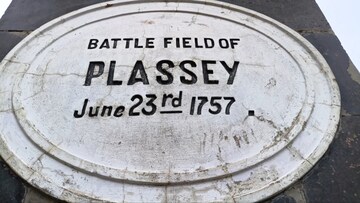 BATTLE FIELD OF
PLASSEY
June 23rd 1757.